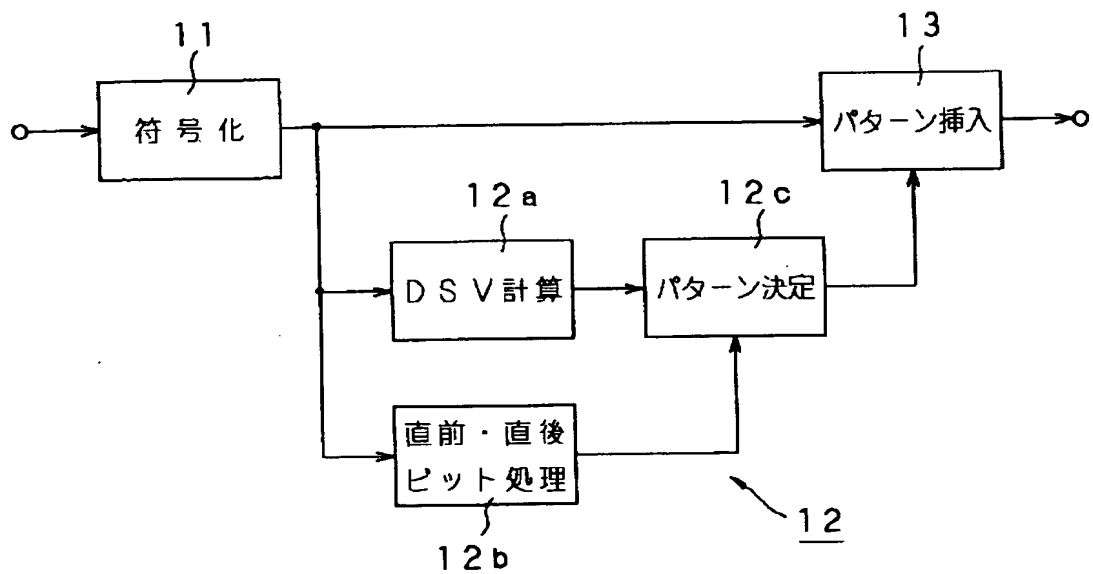 11
符号化
13
パターン挿入
12a
DSV計算
12c
パターン決定
直前・直後
ビット処理
12b
12